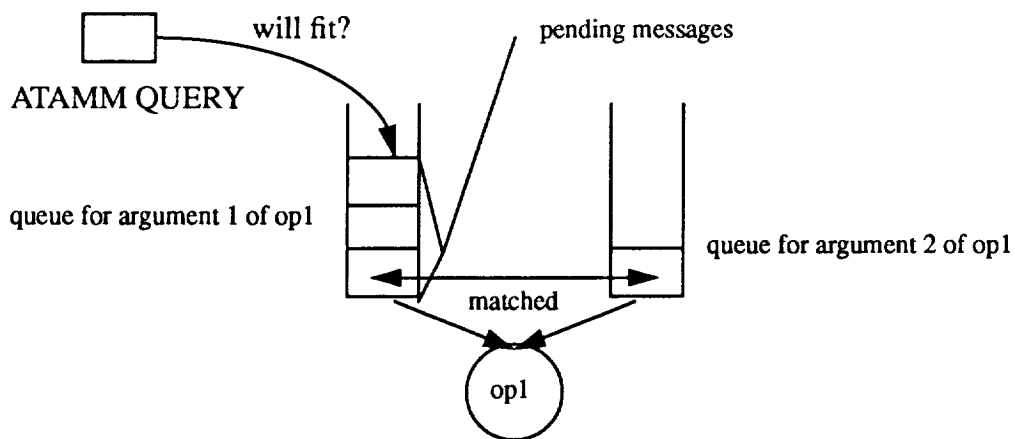 will fit?
pending messages
ATAMM QUERY
queue for argument 1 of op1
queue for argument 2 of op1
matched
op1